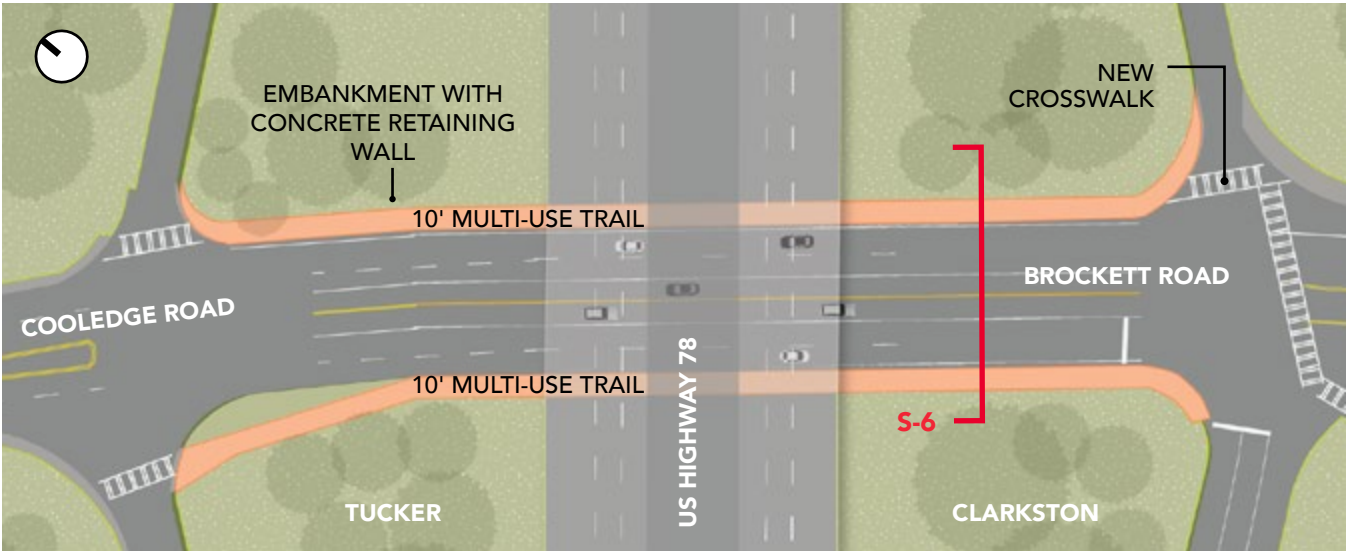 EMBANKMENT WITH
CONCRETE RETAINING
WALL
NEW
CROSSWALK
10' MULTI-USE TRAIL
COOLEDGE ROAD
BROCKETT ROAD
US HIGHWAY 78
10' MULTI-USE TRAIL
S-6
TUCKER
CLARKSTON